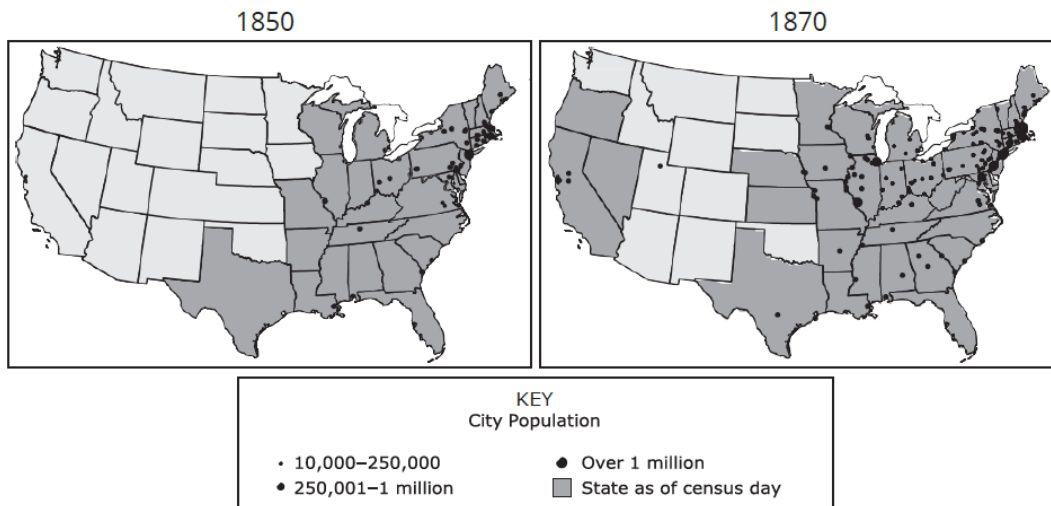 1850
1870
KEY
City Population
10,000–250,000
250,001–1 million
Over 1 million
State as of census day